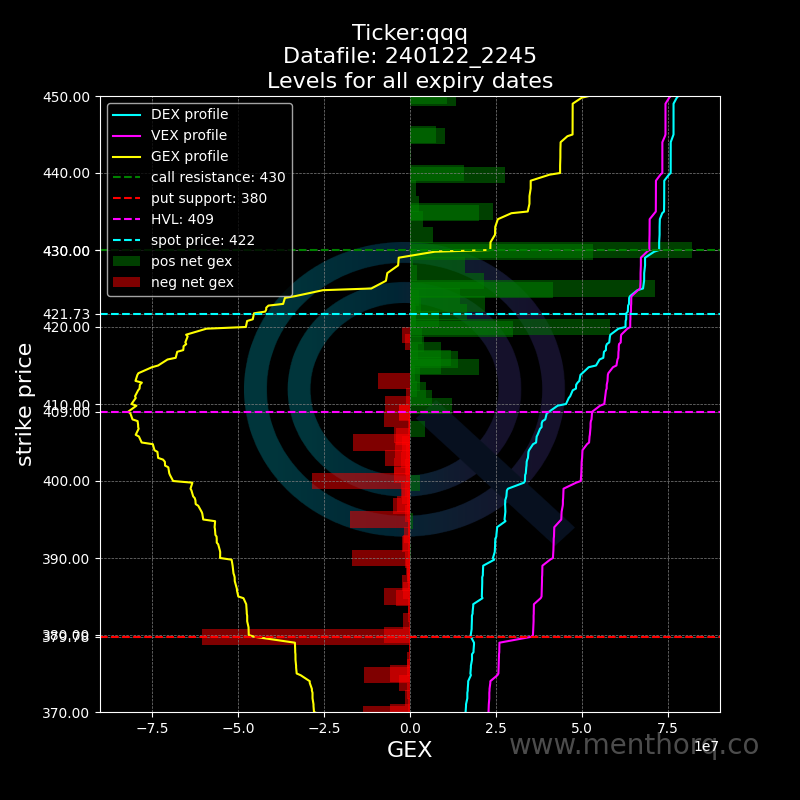 Ticker:qqq
Datafile: 240122_2245
Levels for all expiry dates
DEX profile
VEX profile
GEX profile
call resistance: 430
put support: 380
HVL: 409
spot price: 422
pos net gex
neg net gex
strike price
450.00
440.00
430.00
421.73
420.00
410.00
409.00
400.00
390.00
380.00
370.00
−7.5
−5.0
−2.5
0.0
2.5
5.0
7.5
GEX
1e7
www.menthorq.co